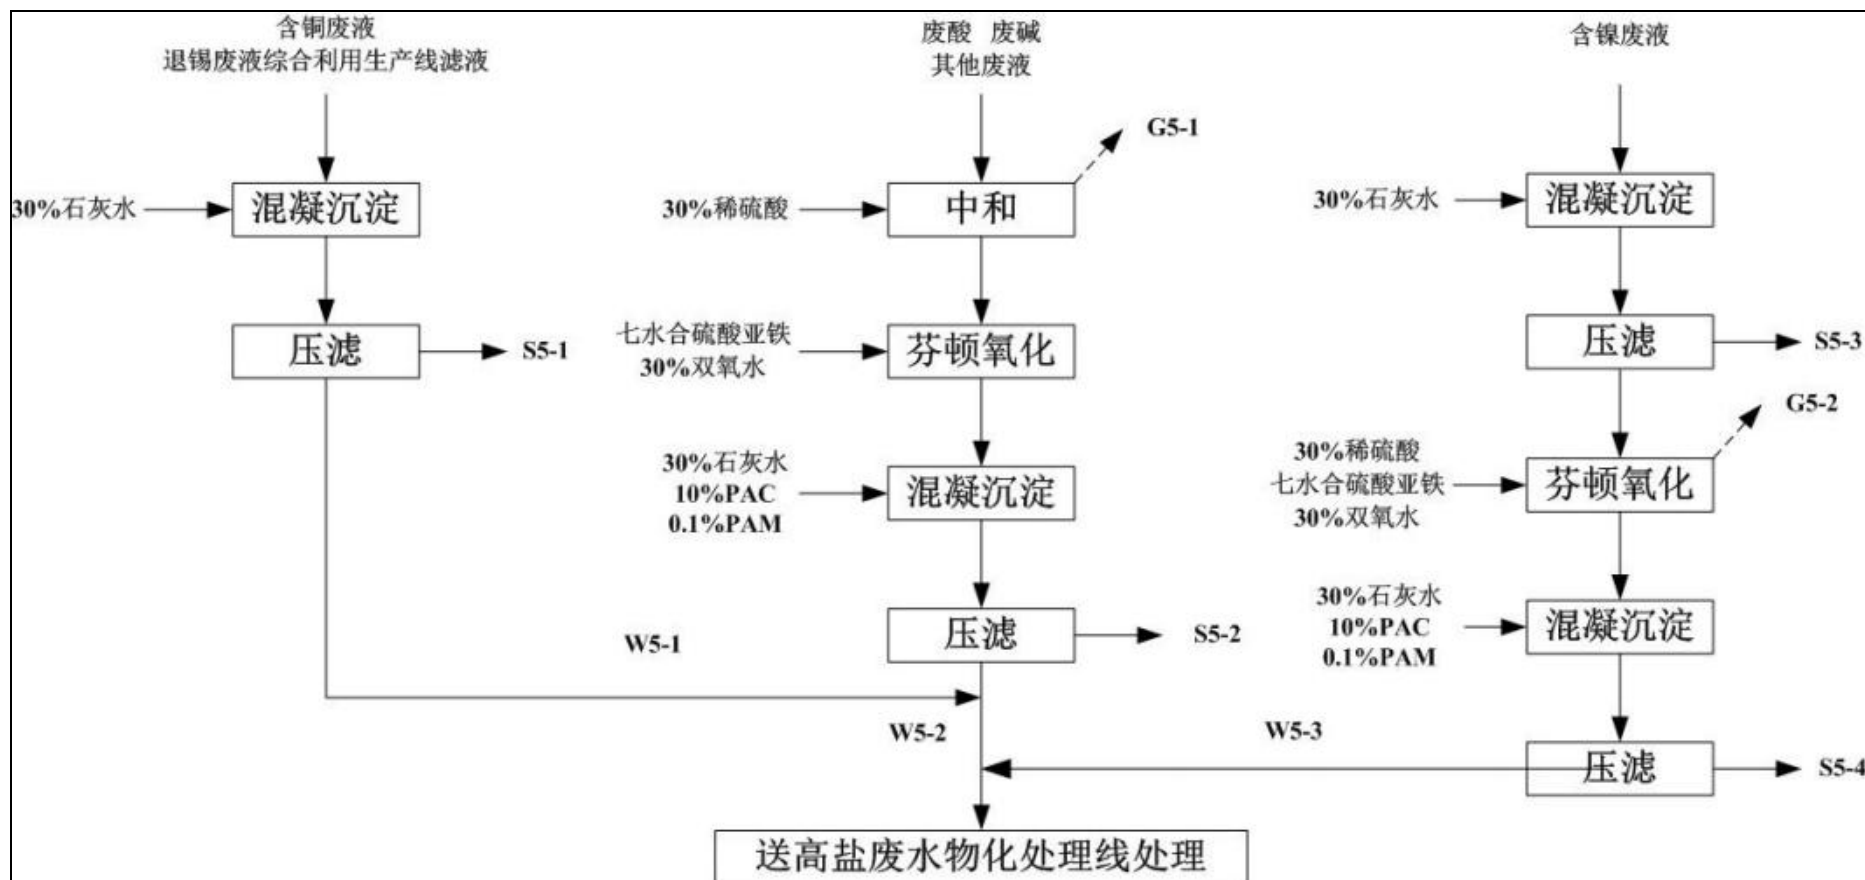 含铜废液
退锡废液综合利用生产线滤液
30%石灰水
混凝沉淀
压滤
S5-1
W5-1
废酸 废碱
其他废液
G5-1
30%稀硫酸
中和
七水合硫酸亚铁
30%双氧水
芬顿氧化
30%石灰水
10%PAC
0.1%PAM
混凝沉淀
压滤
S5-2
W5-2
含镍废液
30%石灰水
混凝沉淀
压滤
S5-3
G5-2
30%稀硫酸
七水合硫酸亚铁
30%双氧水
芬顿氧化
30%石灰水
10%PAC
0.1%PAM
混凝沉淀
W5-3
压滤
S5-4
送高盐废水物化处理线处理